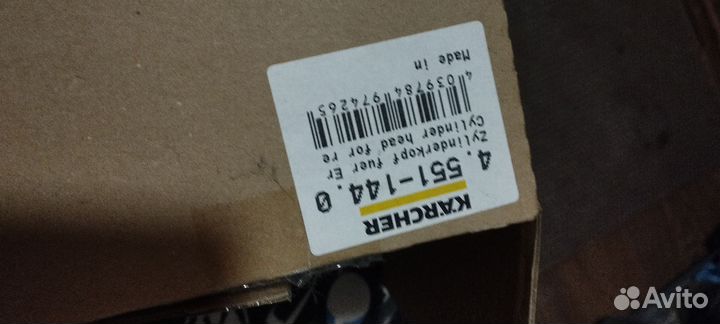 KÄRCHER
4.551-144.0
Zylinderkopf fuer Er
Cylinder head for re
4 039784 974265
Made in
Avito